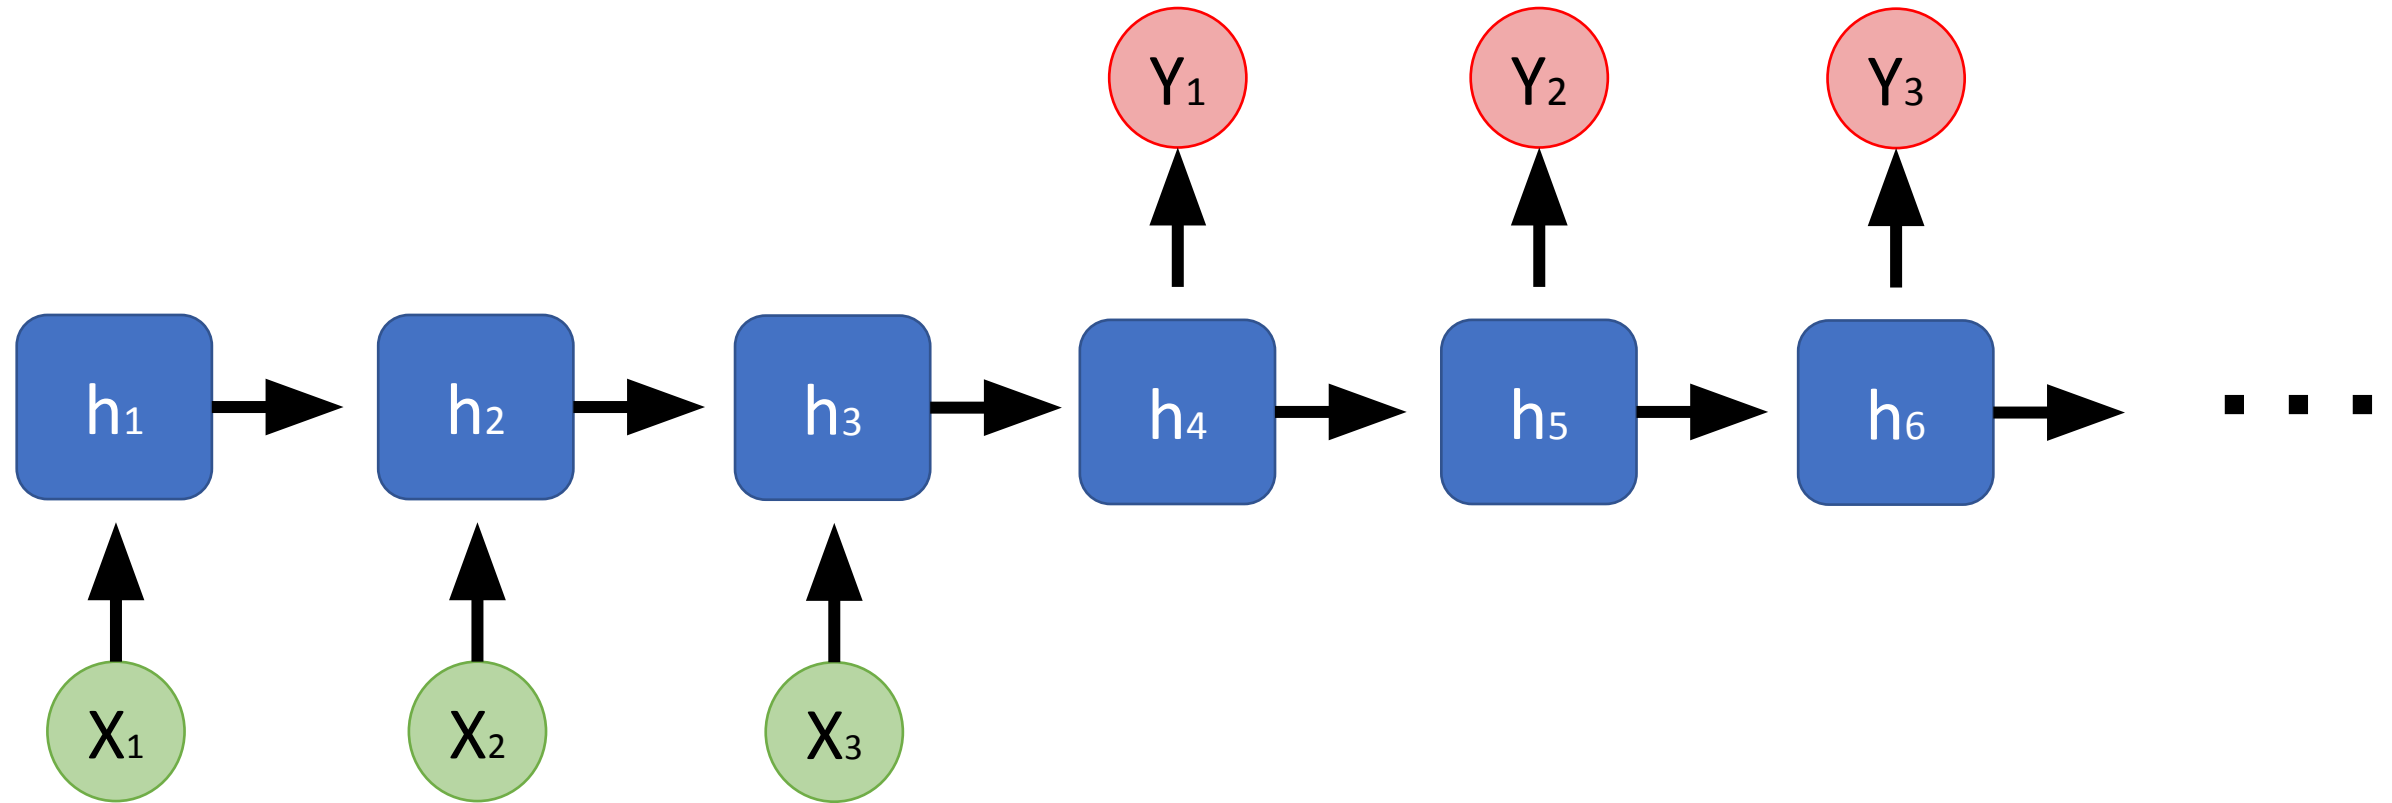 Y₁ Y₂ Y₃
h₁ h₂ h₃ h₄ h₅ h₆ . . .
X₁ X₂ X₃